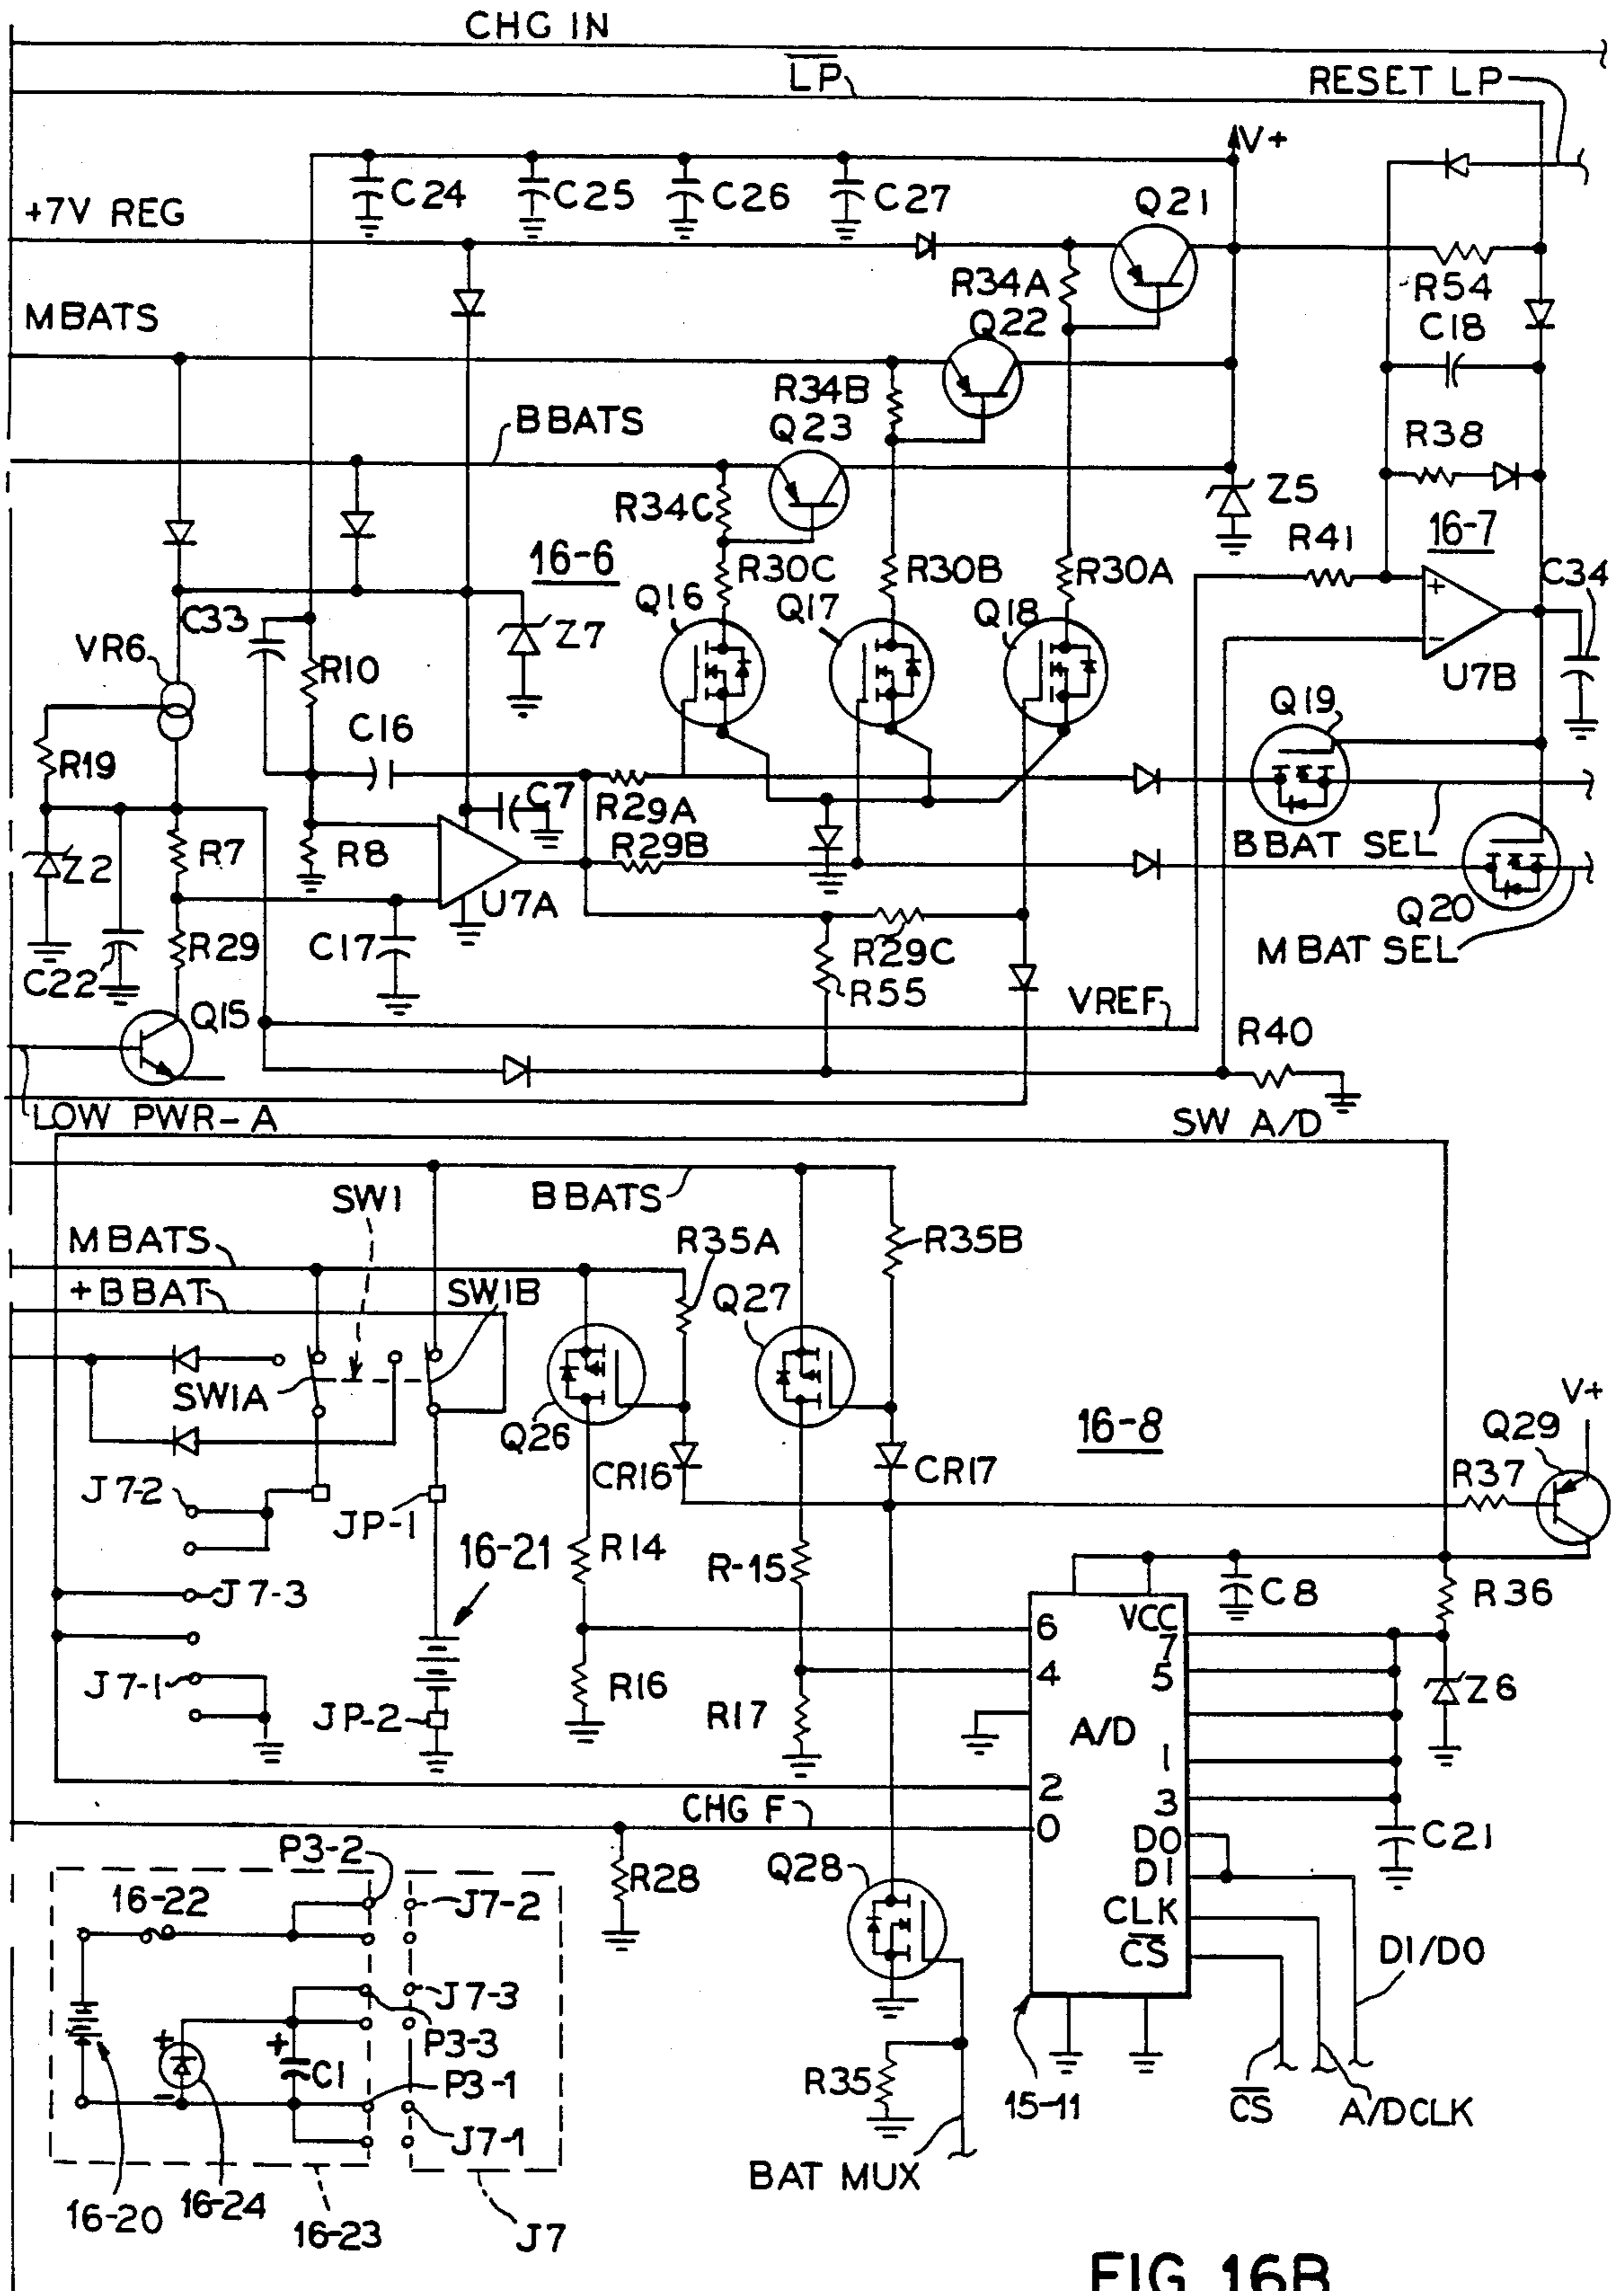 CHG IN
LP
RESET LP
V+
C24
C25
C26
C27
Q21
+7V REG
R34A
R54
MBATS
Q22
C18
R34B
BBATS
Q23
R38
R34C
Z5
16-6
R41
16-7
C33
Q16
R30C
Q17
R30B
Q18
R30A
C34
VR6
Z7
+
-
R10
U7B
C16
Q19
R19
C7
R29A
R29B
BBAT SEL
Z2
R7
R8
U7A
Q20
C22
R29
C17
R29C
R55
MBAT SEL
Q15
VREF
R40
LOW PWR-A
SW A/D
SW1
BBATS
MBATS
R35A
R35B
+BBAT
SW1B
Q27
SW1A
V+
Q26
16-8
Q29
CR16
CR17
R37
J7-2
JP-1
16-21
R14
R-15
J7-3
C8
R36
VCC
6
7
4
5
J7-1
R16
Z6
JP-2
R17
A/D
1
2
3
CHG F
0
DO
C21
P3-2
Q28
DI
R28
16-22
J7-2
CLK
CS
DI/DO
J7-3
+
+
P3-3
C1
R35
-
P3-1
15-11
CS
A/DCLK
J7-1
BAT MUX
16-20
16-24
16-23
J7
FIG. 16B